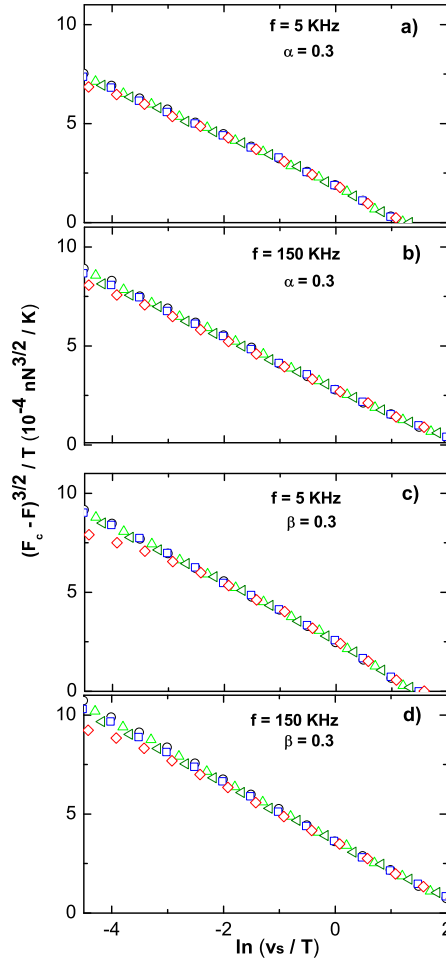 10
5
0
f = 5 KHz
α = 0.3
a)
10
5
0
f = 150 KHz
α = 0.3
b)
10
5
0
f = 5 KHz
β = 0.3
c)
10
5
0
f = 150 KHz
β = 0.3
d)
-4 -2 0 2
ln (vs / T)
(Fc -F)^3/2 / T (10^-4 nN^3/2 / K)